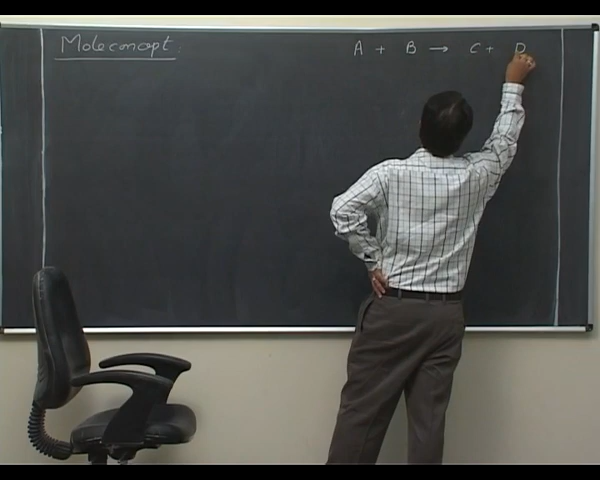 Moleconcept:
A + B → C + D